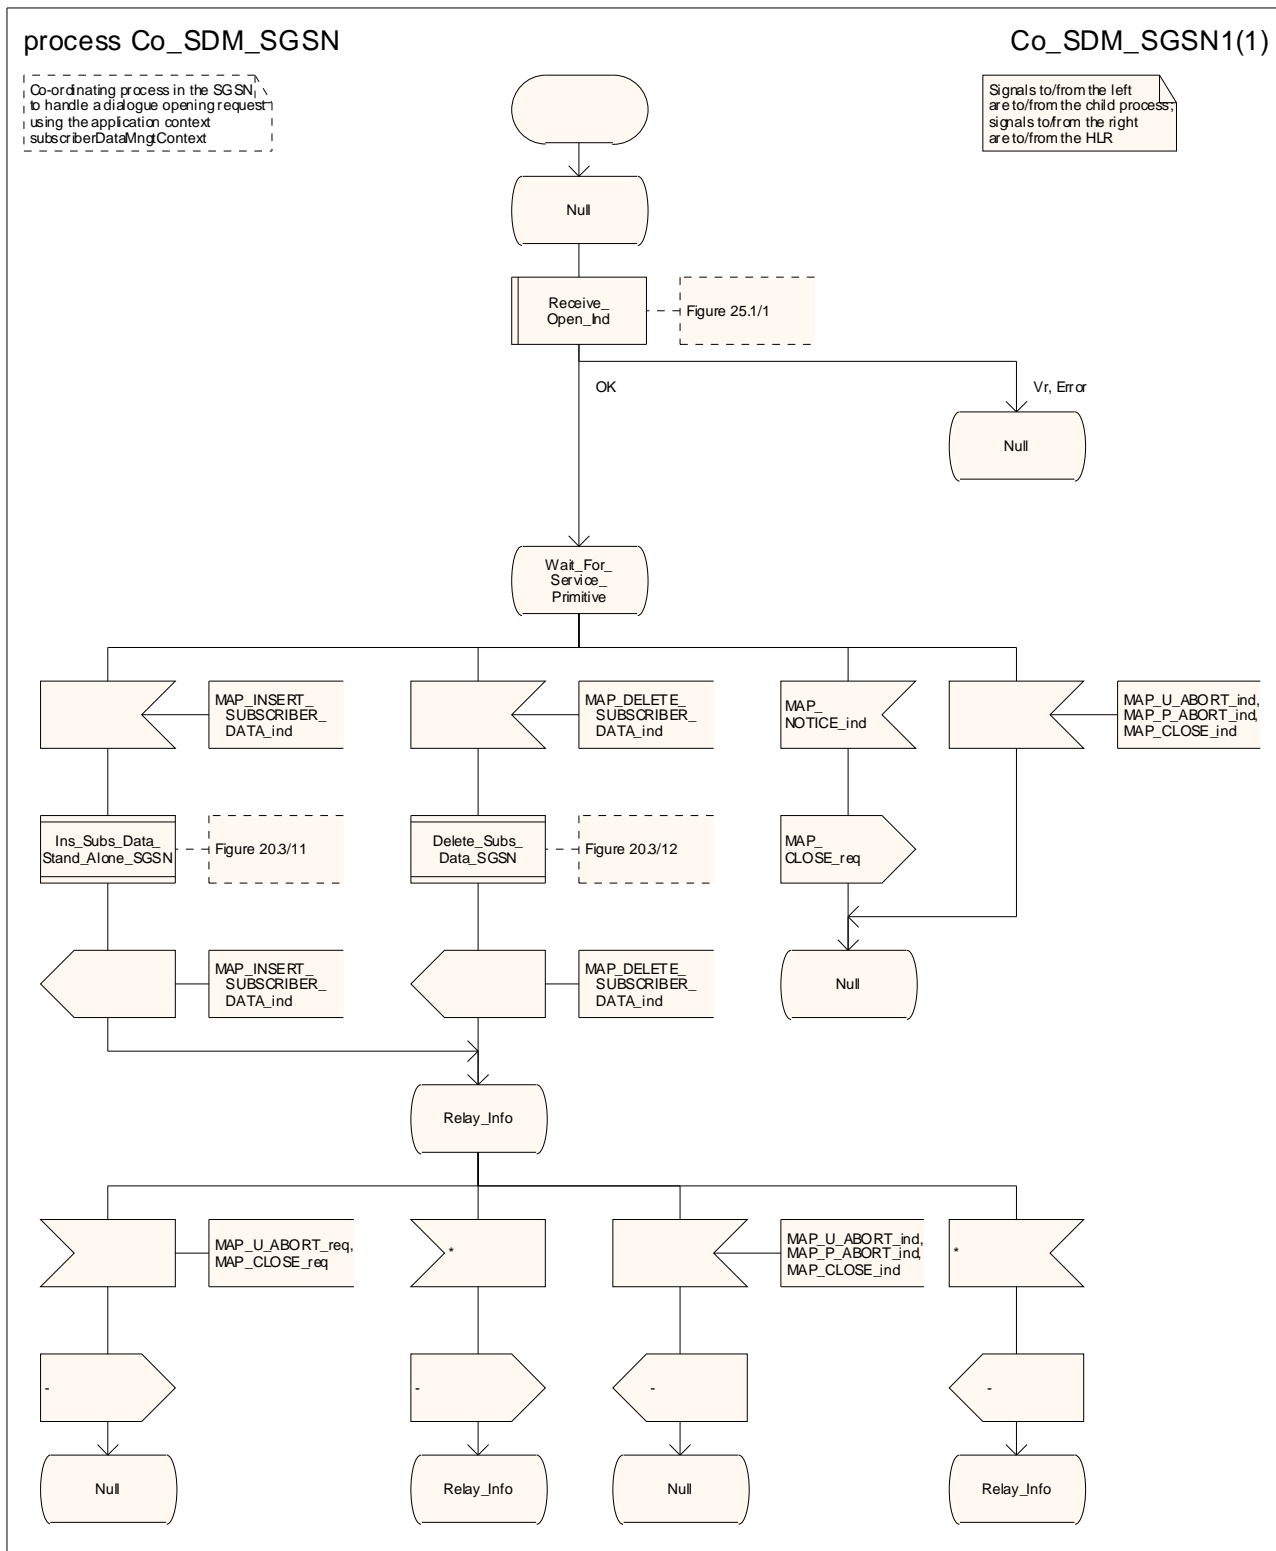 process Co_SDM_SGSN
Co_SDM_SGSN1(1)
Co-ordinating process in the SGSN
to handle a dialogue opening request
using the application context
subscriberDataMngtContext
Signals to/from the left
are to/from the child process;
signals to/from the right
are to/from the HLR
Null
Receive_
Open_Ind
Figure 25.1/1
OK
Vr, Error
Null
Wait_For_
Service_
Primitive
MAP_INSERT_
SUBSCRIBER_
DATA_ind
MAP_DELETE_
SUBSCRIBER_
DATA_ind
MAP_
NOTICE_ind
MAP_U_ABORT_ind,
MAP_P_ABORT_ind,
MAP_CLOSE_ind
Ins_Subs_Data_
Stand_Alone_SGSN
Figure 20.3/11
Delete_Subs_
Data_SGSN
Figure 20.3/12
MAP_
CLOSE_req
MAP_INSERT_
SUBSCRIBER_
DATA_ind
MAP_DELETE_
SUBSCRIBER_
DATA_ind
Null
Relay_Info
MAP_U_ABORT_req,
MAP_CLOSE_req
*
MAP_U_ABORT_ind,
MAP_P_ABORT_ind,
MAP_CLOSE_ind
*
-
-
-
-
Null
Relay_Info
Null
Relay_Info